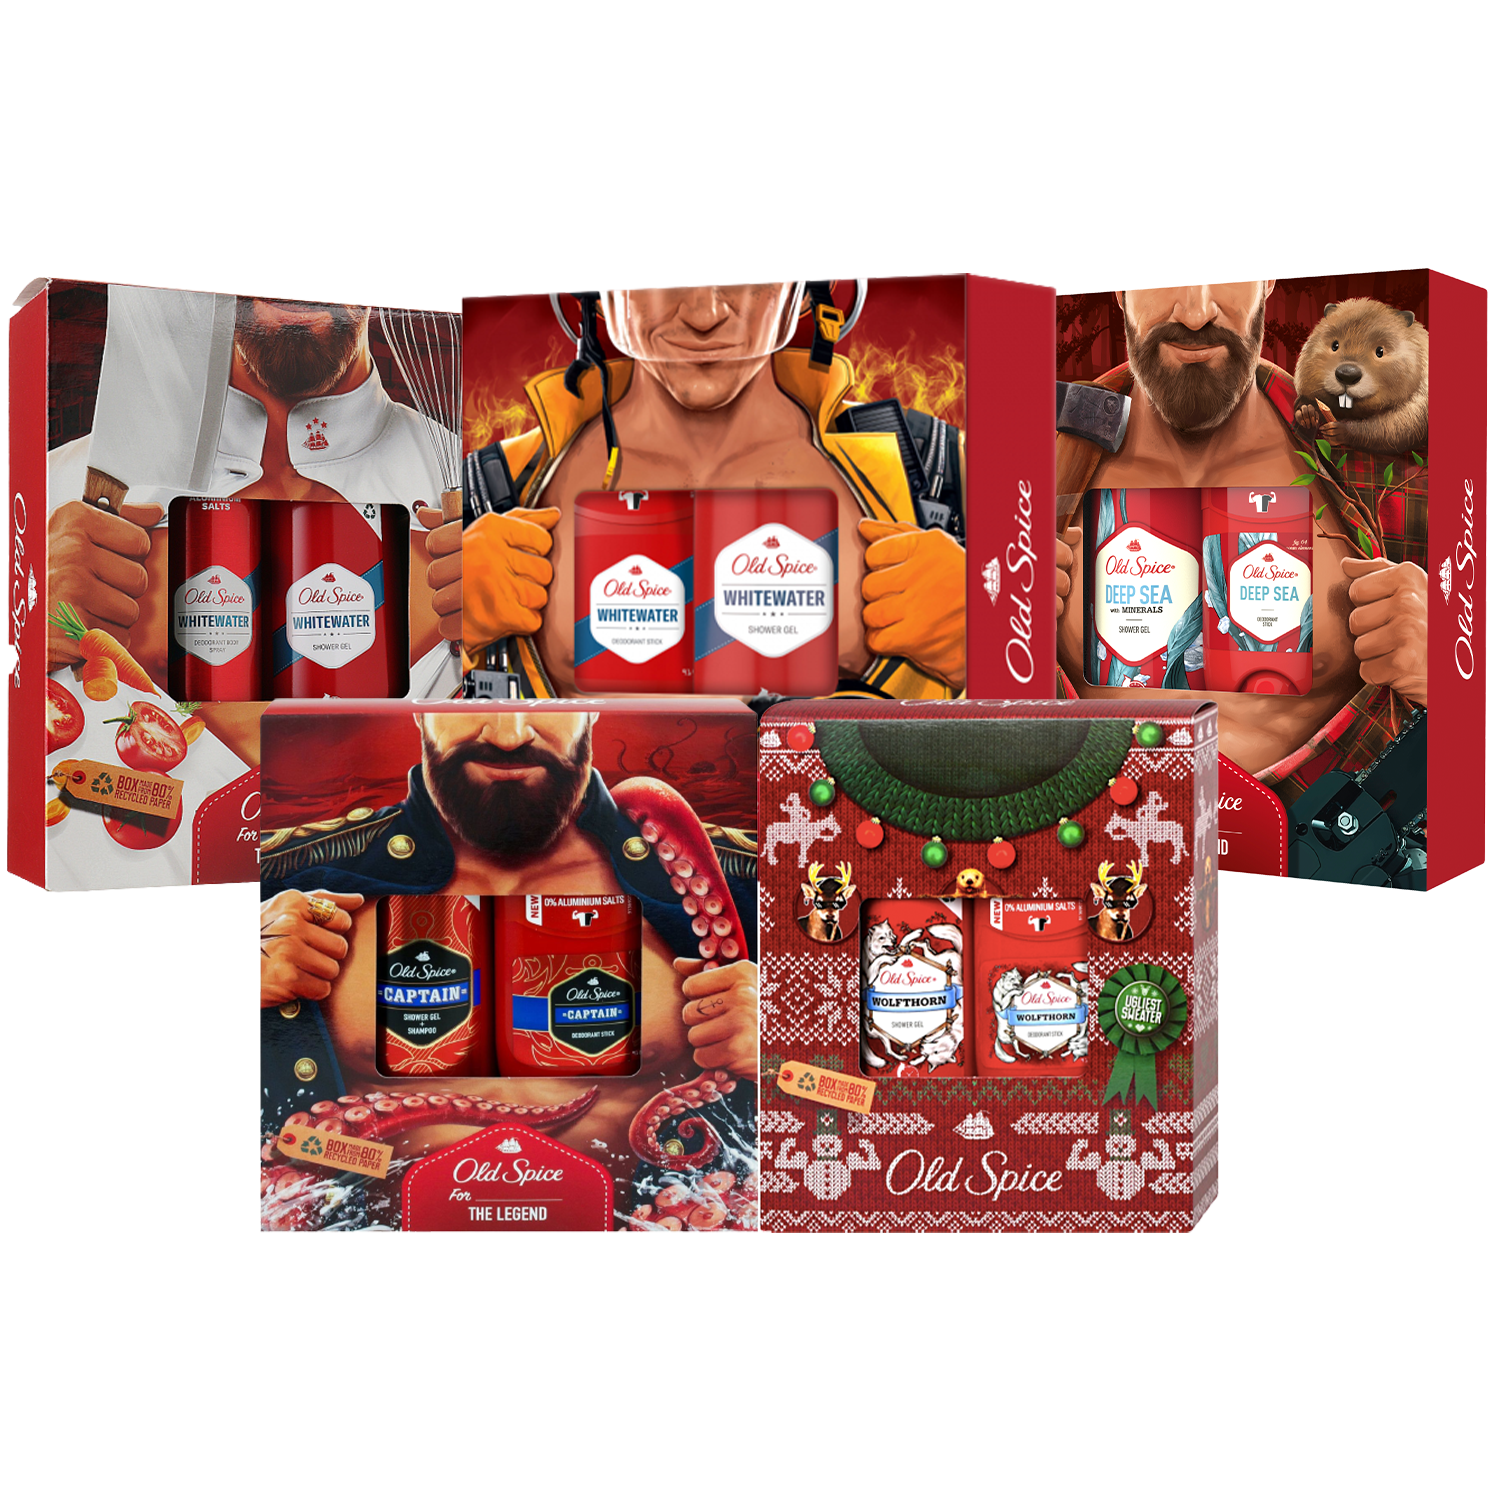 Old Spice
ALUMINIUM
SALTS
Old Spice
WHITEWATER
DEODORANT BODY
SPRAY
Old Spice
WHITEWATER
SHOWER GEL
BOX MADE FROM 80%
RECYCLED PAPER
For
Old Spice
WHITEWATER
DEODORANT STICK
Old Spice
WHITEWATER
SHOWER GEL
Old Spice
Old Spice
DEEP SEA
with MINERALS
SHOWER GEL
Old Spice
DEEP SEA
DEODORANT
STICK
Old Spice
Old Spice
CAPTAIN
SHOWER GEL
+
SHAMPOO
NEW
0% ALUMINIUM SALTS
Old Spice
CAPTAIN
DEODORANT STICK
BOX MADE FROM 80%
RECYCLED PAPER
Old Spice
For
THE LEGEND
Old Spice
WOLFTHORN
SHOWER GEL
NEW
0% ALUMINIUM SALTS
Old Spice
WOLFTHORN
DEODORANT STICK
UGLIEST
SWEATER
BOX MADE FROM 80%
RECYCLED PAPER
Old Spice